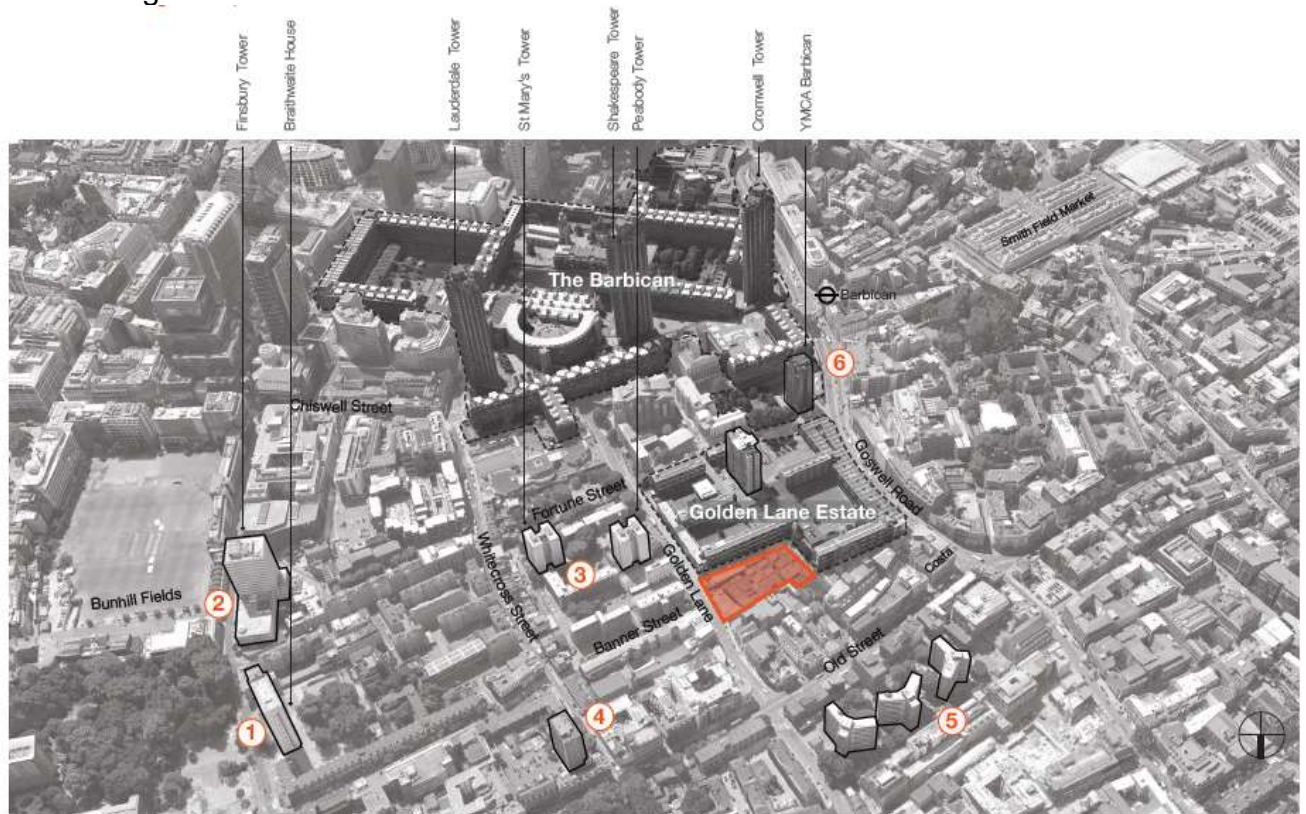 Finsbury Tower
Braithwaite House
Lauderdale Tower
St Mary's Tower
Shakespeare Tower
Peabody Tower
Cromwell Tower
YMCA Barbican
Smith Field Market
The Barbican
Barbican
6
Chiswell Street
Goswell Road
Fortune Street
Golden Lane Estate
Whitecross Street
3
Golden Lane
Costa
2
Bunhill Fields
Banner Street
Old Street
1
4
5